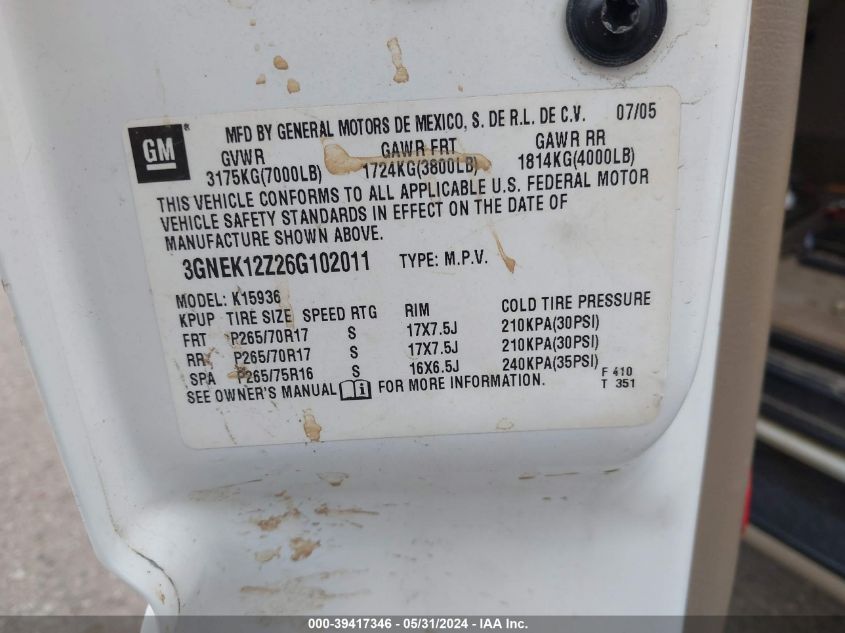 GM ® MFD BY GENERAL MOTORS DE MEXICO, S. DE R.L. DE C.V. 07/05
GVWR GAWR FRT GAWR RR
3175KG(7000LB) 1724KG(3800LB) 1814KG(4000LB)
THIS VEHICLE CONFORMS TO ALL APPLICABLE U.S. FEDERAL MOTOR
VEHICLE SAFETY STANDARDS IN EFFECT ON THE DATE OF
MANUFACTURE SHOWN ABOVE.
3GNEK12Z26G102011 TYPE: M.P.V.
MODEL: K15936
KPUP TIRE SIZE SPEED RTG RIM COLD TIRE PRESSURE
FRT P265/70R17 S 17X7.5J 210KPA(30PSI)
RR P265/70R17 S 17X7.5J 210KPA(30PSI)
SPA P265/75R16 S 16X6.5J 240KPA(35PSI) F 410
SEE OWNER'S MANUAL FOR MORE INFORMATION. T 351
000-39417346 - 05/31/2024 - IAA Inc.